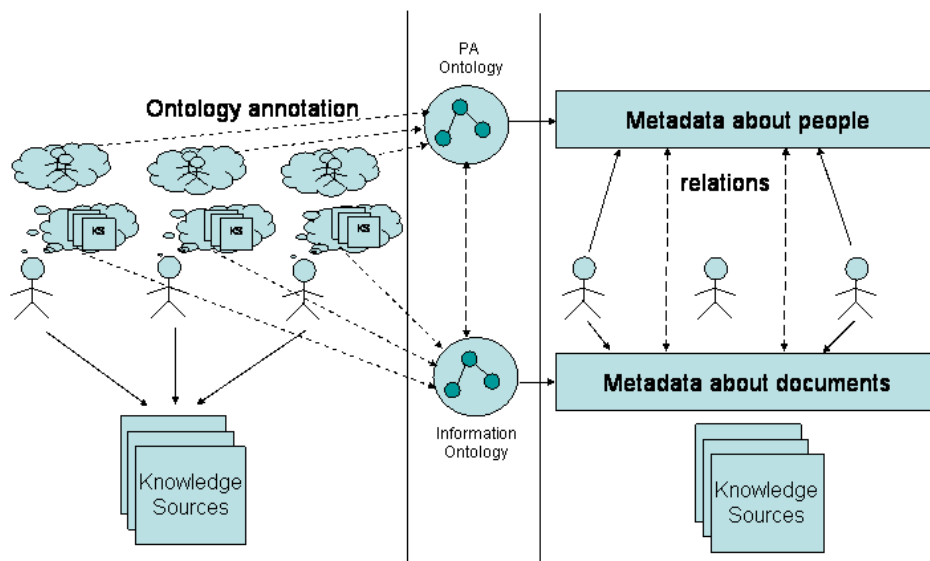 PA
Ontology
Ontology annotation
Metadata about people
relations
KS
KS
KS
Metadata about documents
Information
Ontology
Knowledge
Sources
Knowledge
Sources